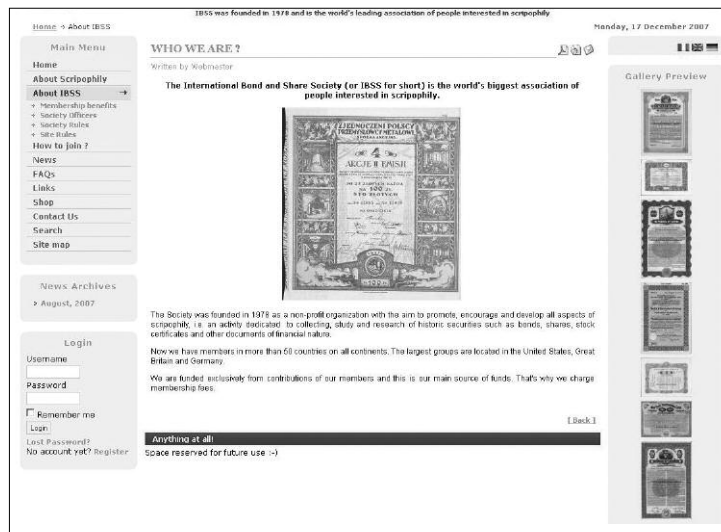 IBSS was founded in 1978 and is the world's leading association of people interested in scripophily
Home → About IBSS
Monday, 17 December 2007
Main Menu
Home
About Scripophily
About IBSS →
+ Membership benefits
+ Society Officers
+ Society Rules
+ Site Rules
How to join ?
News
FAQs
Links
Shop
Contact Us
Search
Site map
News Archives
> August, 2007
Login
Username
Password
Remember me
Login
Lost Password?
No account yet? Register
WHO WE ARE ?
Written by Webmaster
The International Bond and Share Society (or IBSS for short) is the world's biggest association of
people interested in scripophily.
ZJEDNOCZENI POLSCY
PRZEMYSŁOWCY METALOWI
4
AKCJE II EMISJI
100
STO ZŁOTYCH
The Society was founded in 1978 as a non-profit organization with the aim to promote, encourage and develop all aspects of
scripophily, i.e. an activity dedicated to collecting, study and research of historic securities such as bonds, shares, stock
certificates and other documents of financial nature.
Now we have members in more than 60 countries on all continents. The largest groups are located in the United States, Great
Britain and Germany.
We are funded exclusively from contributions of our members and this is our main source of funds. That's why we charge
membership fees.
[ Back ]
Anything at all!
Space reserved for future use :-)
Gallery Preview